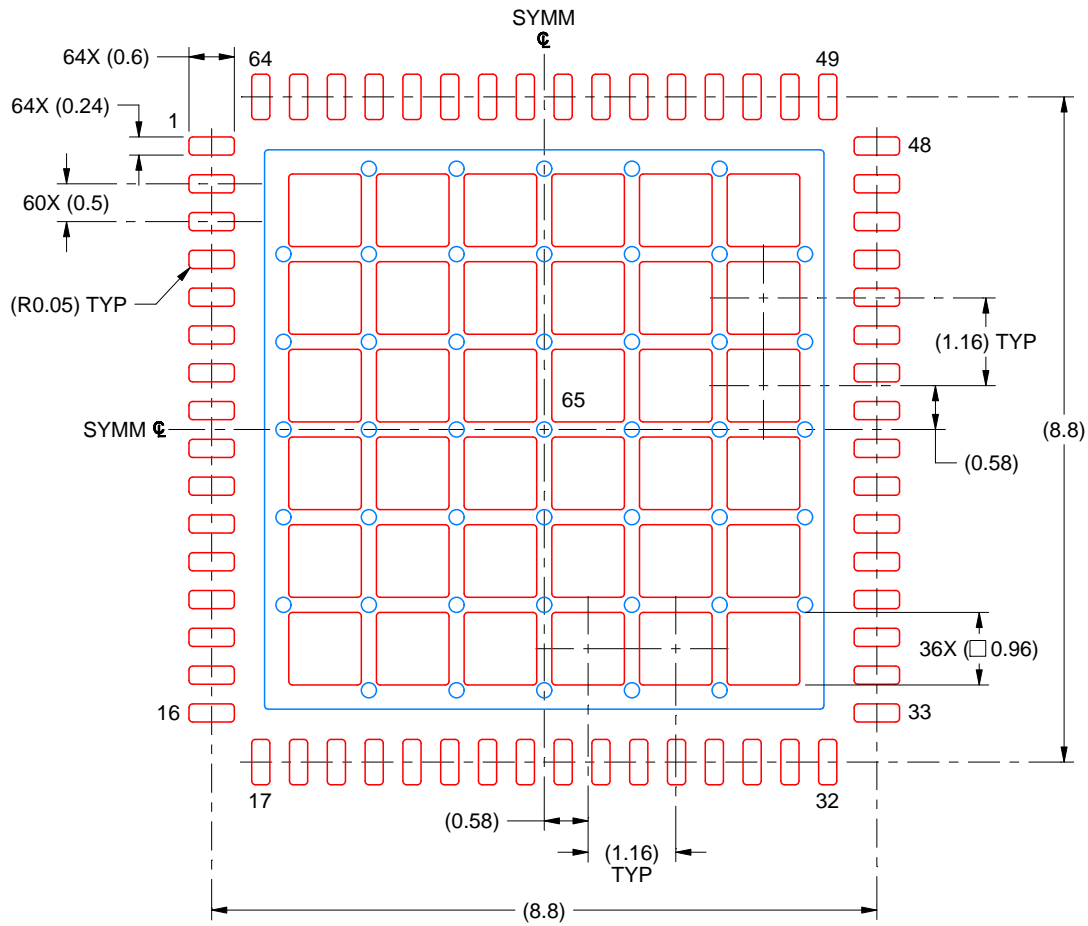 SYMM
℄
64X (0.6)
64
49
64X (0.24)
1
48
60X (0.5)
(R0.05) TYP
(1.16) TYP
65
SYMM ℄
(8.8)
(0.58)
36X (□ 0.96)
16
33
17
32
(0.58)
(1.16)
TYP
(8.8)